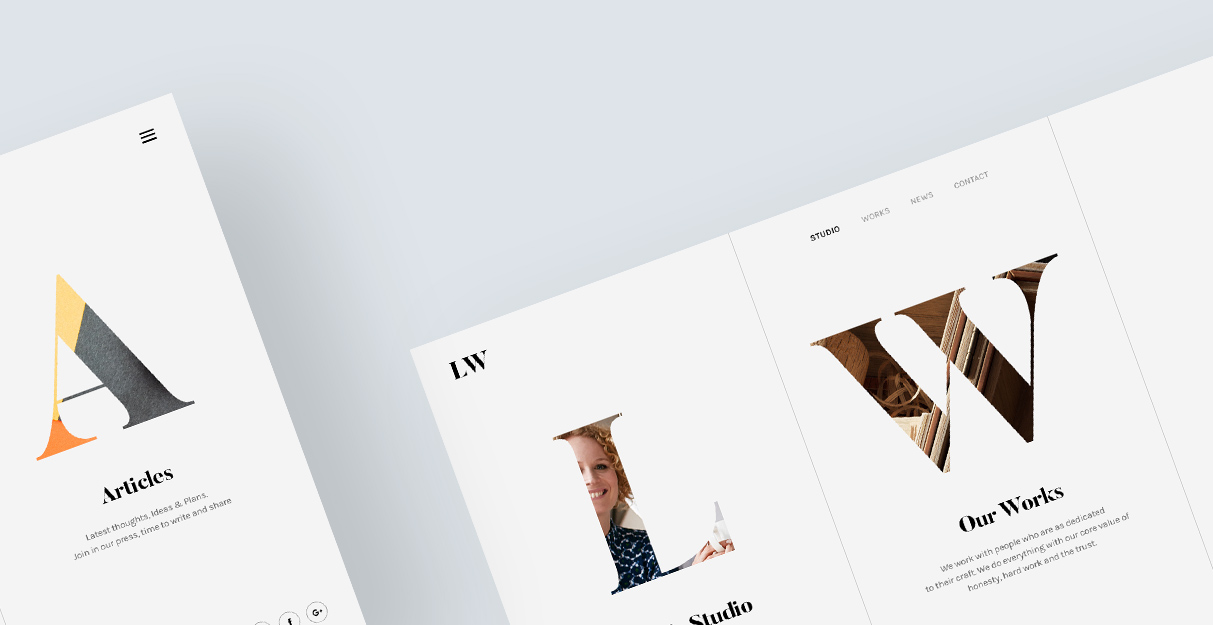 A
Articles
Latest thoughts, Ideas & Plans.
Join in our press, time to write and share
f
G+
LW
STUDIO
WORKS
NEWS
CONTACT
L
Studio
W
Our Works
We work with people who are as dedicated
to their craft. We do everything with our core value of
honesty, hard work and the trust.